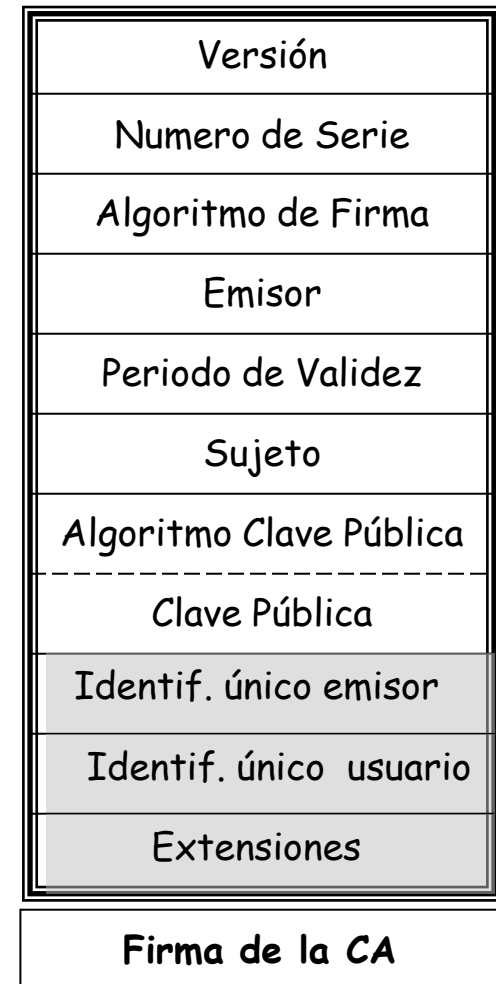 Versión
Numero de Serie
Algoritmo de Firma
Emisor
Periodo de Validez
Sujeto
Algoritmo Clave Pública
Clave Pública
Identif. único emisor
Identif. único usuario
Extensiones
Firma de la CA